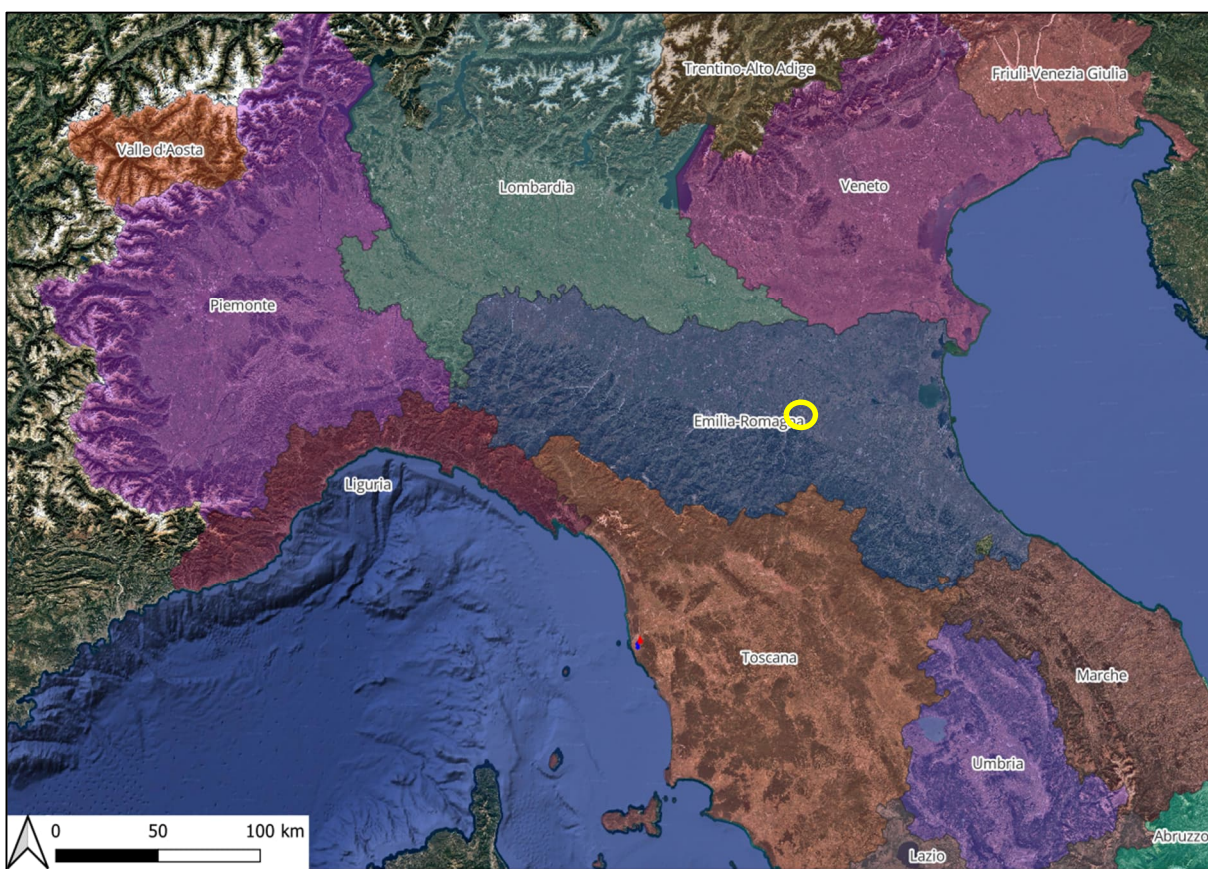 Trentino-Alto Adige
Friuli-Venezia Giulia
Valle d'Aosta
Lombardia
Veneto
Piemonte
Emilia-Romagna
Liguria
Toscana
Marche
Umbria
Abruzzo
Lazio
0 50 100 km